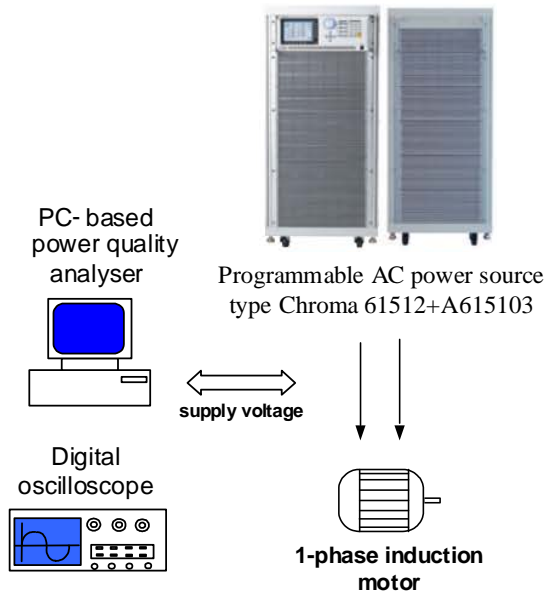 PC- based
power quality
analyser
Programmable AC power source
type Chroma 61512+A615103
supply voltage
Digital
oscilloscope
1-phase induction
motor